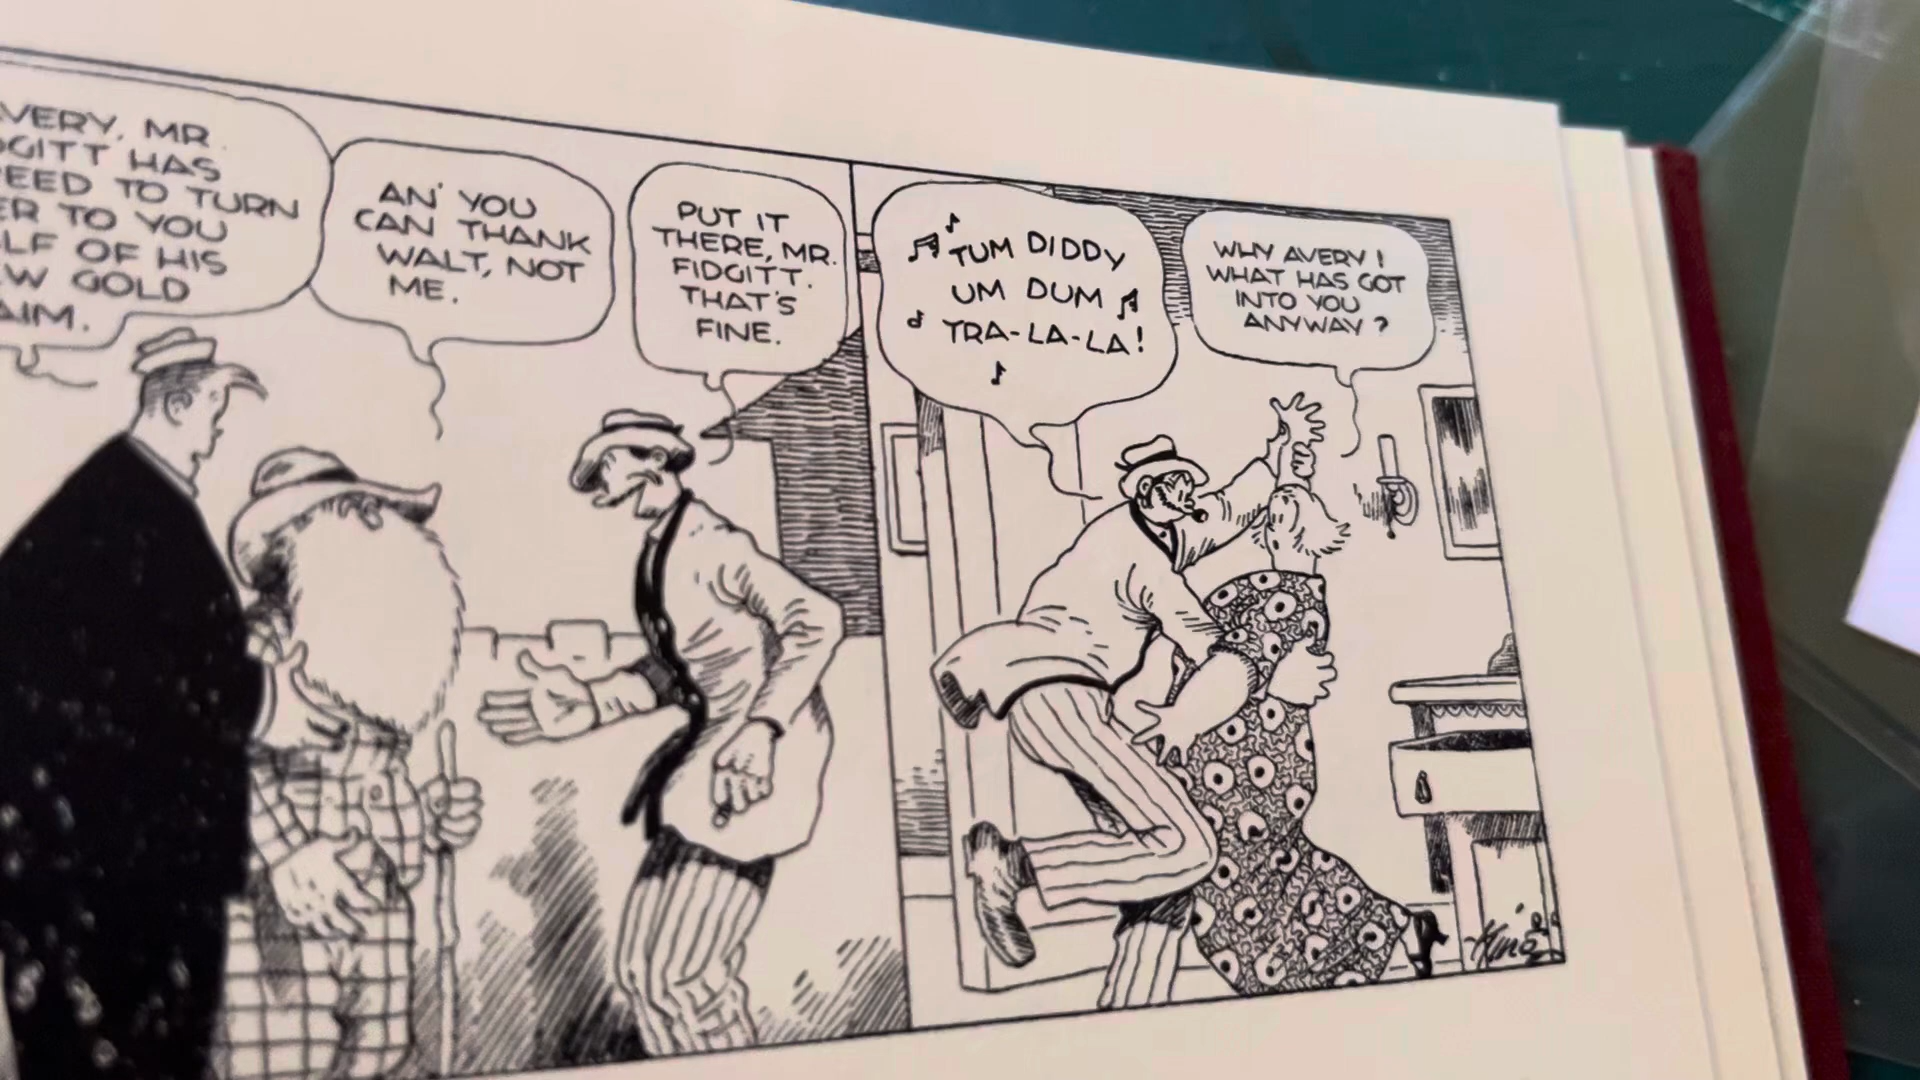 VERY, MR.
GITT HAS
EED TO TURN
ER TO YOU
LF OF HIS
W GOLD
AIM.
AN' YOU
CAN THANK
WALT, NOT
ME.
PUT IT
THERE, MR.
FIDGITT.
THAT'S
FINE.
TUM DIDDY
UM DUM
TRA-LA-LA!
WHY AVERY!
WHAT HAS GOT
INTO YOU
ANYWAY?
King